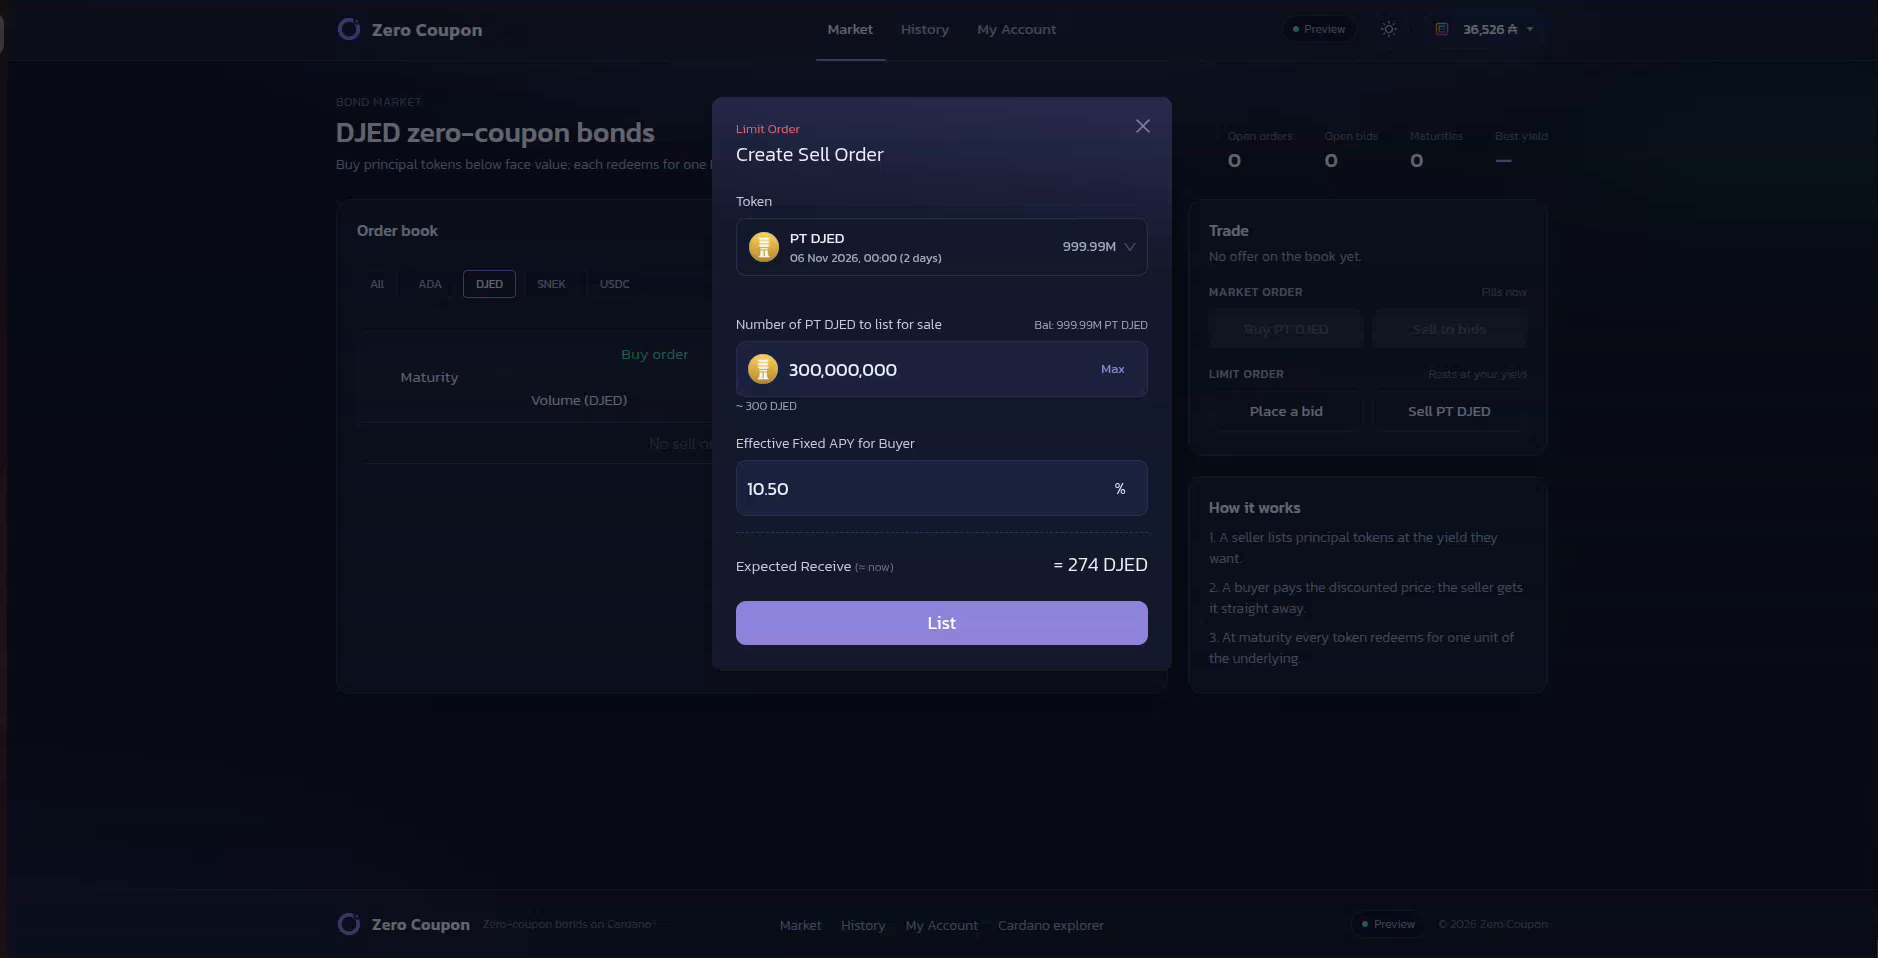 Zero Coupon
Market History My Account
Preview
36,526 ₳
BOND MARKET
DJED zero-coupon bonds
Buy principal tokens below face value; each redeems for one
Open orders Open bids Maturities Best yield
0 0 0 —
Order book
All ADA DJED SNEK USDC
Maturity
Buy order
Volume (DJED)
No sell
Limit Order
Create Sell Order
Token
PT DJED
06 Nov 2026, 00:00 (2 days)
999.99M
Number of PT DJED to list for sale
Bal: 999.99M PT DJED
300,000,000
Max
~ 300 DJED
Effective Fixed APY for Buyer
10.50 %
Expected Receive (≈ now) = 274 DJED
List
Trade
No offer on the book yet.
MARKET ORDER Fills now
Buy PT DJED Sell to bids
LIMIT ORDER Rests at your yield
Place a bid Sell PT DJED
How it works
1. A seller lists principal tokens at the yield they
want.
2. A buyer pays the discounted price; the seller gets
it straight away.
3. At maturity every token redeems for one unit of
the underlying.
Zero Coupon Zero-coupon bonds on Cardano
Market History My Account Cardano explorer
Preview © 2026 Zero Coupon